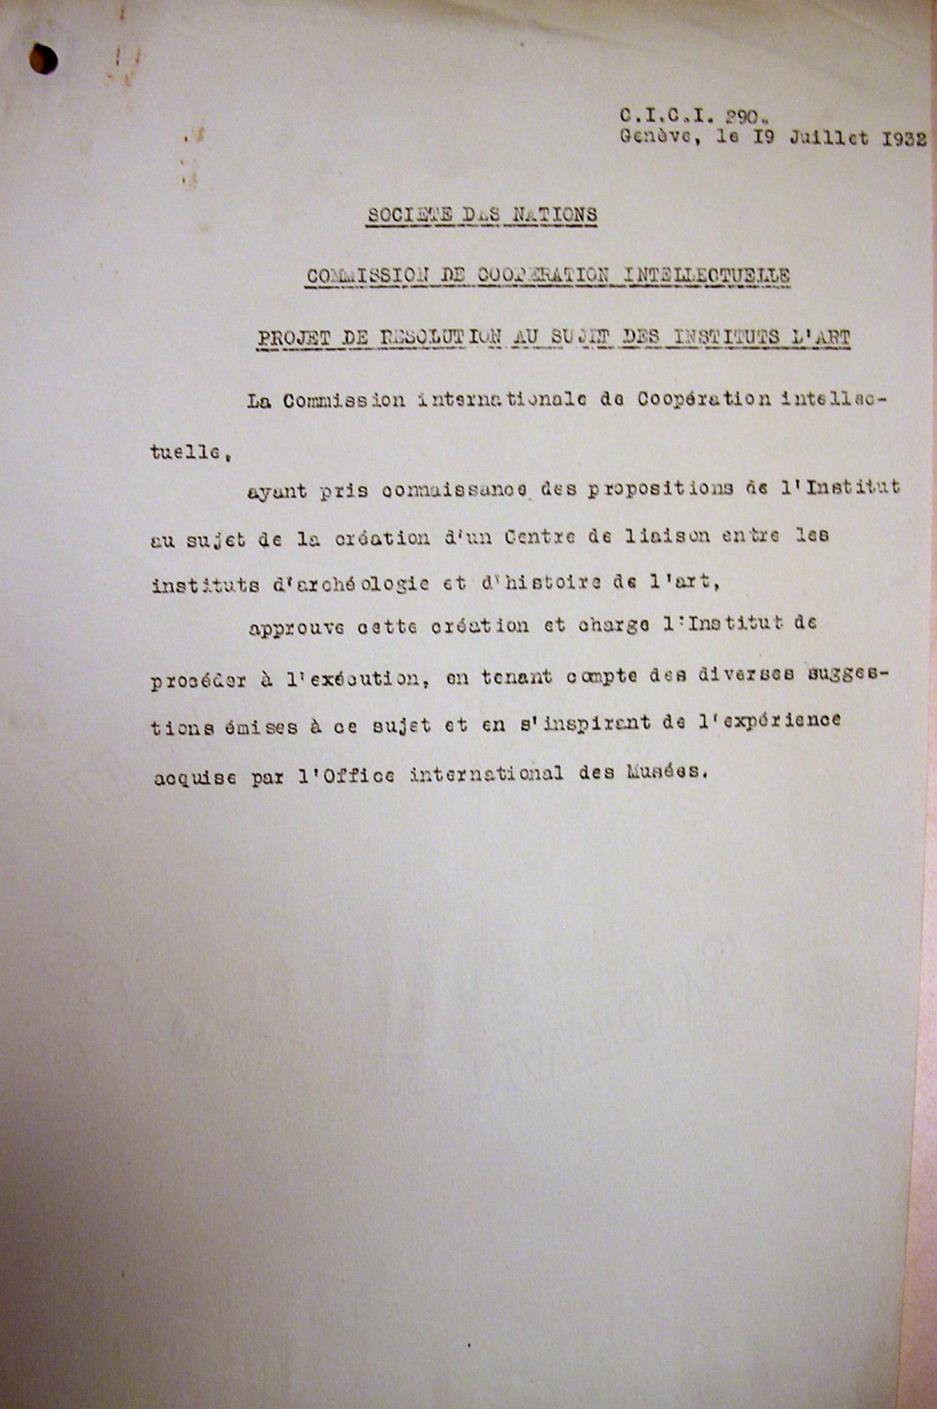 C.I.C.I. 290.
Genève, le 19 Juillet 1932
SOCIETE DES NATIONS
COMMISSION DE COOPERATION INTELLECTUELLE
PROJET DE RESOLUTION AU SUJET DES INSTITUTS L'ART
La Commission internationale de Coopération intellec-
tuelle,
ayant pris connaissance des propositions de l'Institut
au sujet de la création d'un Centre de liaison entre les
instituts d'archéologie et d'histoire de l'art,
approuve cette création et charge l'Institut de
procéder à l'exécution, en tenant compte des diverses sugges-
tions émises à ce sujet et en s'inspirant de l'expérience
acquise par l'Office international des Musées.